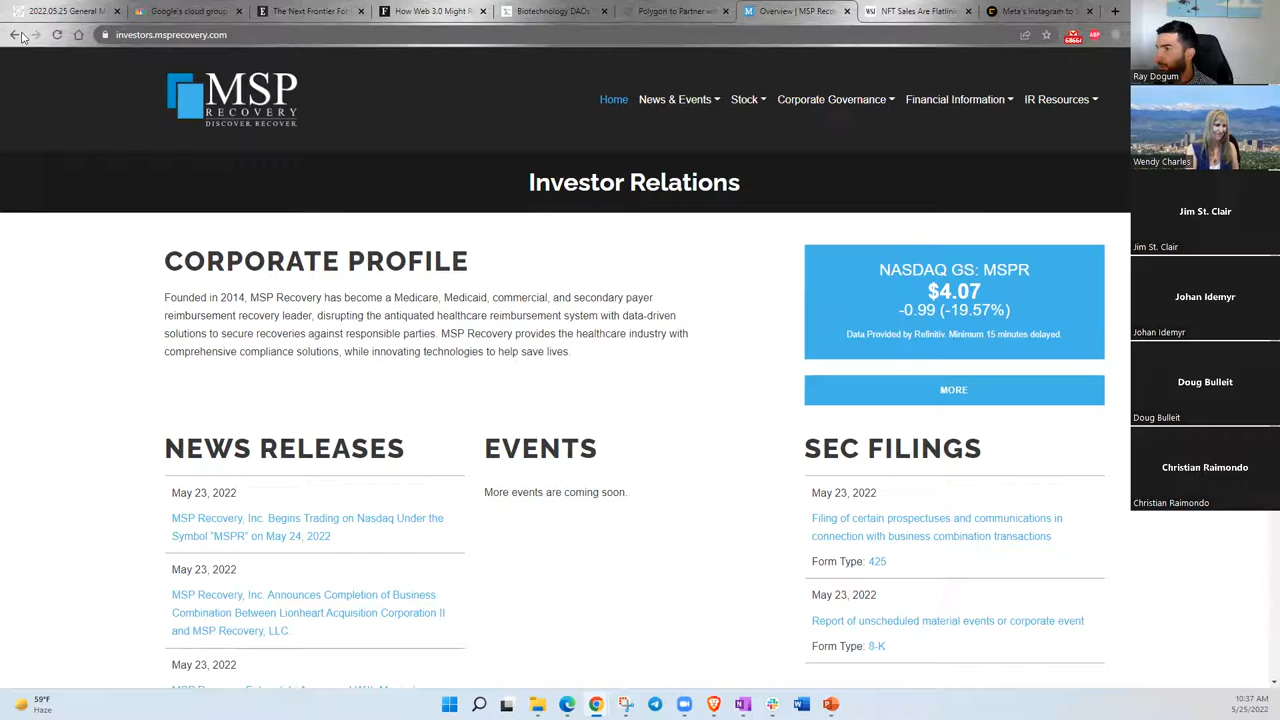 2022.05.25 General M
Google's cloud group
The Next Frontier For
How Web 3.0 Might R
Biotechnology DAOs
Polygon to Partner wi
Overview | MSP Reco
NFT Sales Are Flatlinin
Meta's Instagram to S
investors.msprecovery.com
MSP
RECOVERY
DISCOVER. RECOVER.
Home News & Events Stock Corporate Governance Financial Information IR Resources
Investor Relations
CORPORATE PROFILE
Founded in 2014, MSP Recovery has become a Medicare, Medicaid, commercial, and secondary payer
reimbursement recovery leader, disrupting the antiquated healthcare reimbursement system with data-driven
solutions to secure recoveries against responsible parties. MSP Recovery provides the healthcare industry with
comprehensive compliance solutions, while innovating technologies to help save lives.
NASDAQ GS: MSPR
$4.07
-0.99 (-19.57%)
Data Provided by Refinitiv. Minimum 15 minutes delayed.
MORE
NEWS RELEASES
May 23, 2022
MSP Recovery, Inc. Begins Trading on Nasdaq Under the
Symbol "MSPR" on May 24, 2022
May 23, 2022
MSP Recovery, Inc. Announces Completion of Business
Combination Between Lionheart Acquisition Corporation II
and MSP Recovery, LLC.
May 23, 2022
EVENTS
More events are coming soon.
SEC FILINGS
May 23, 2022
Filing of certain prospectuses and communications in
connection with business combination transactions
Form Type: 425
May 23, 2022
Report of unscheduled material events or corporate event
Form Type: 8-K
Ray Dogum
Wendy Charles
Jim St. Clair
Jim St. Clair
Johan Idemyr
Johan Idemyr
Doug Bulleit
Doug Bulleit
Christian Raimondo
Christian Raimondo
59°F
Haze
10:37 AM
5/25/2022